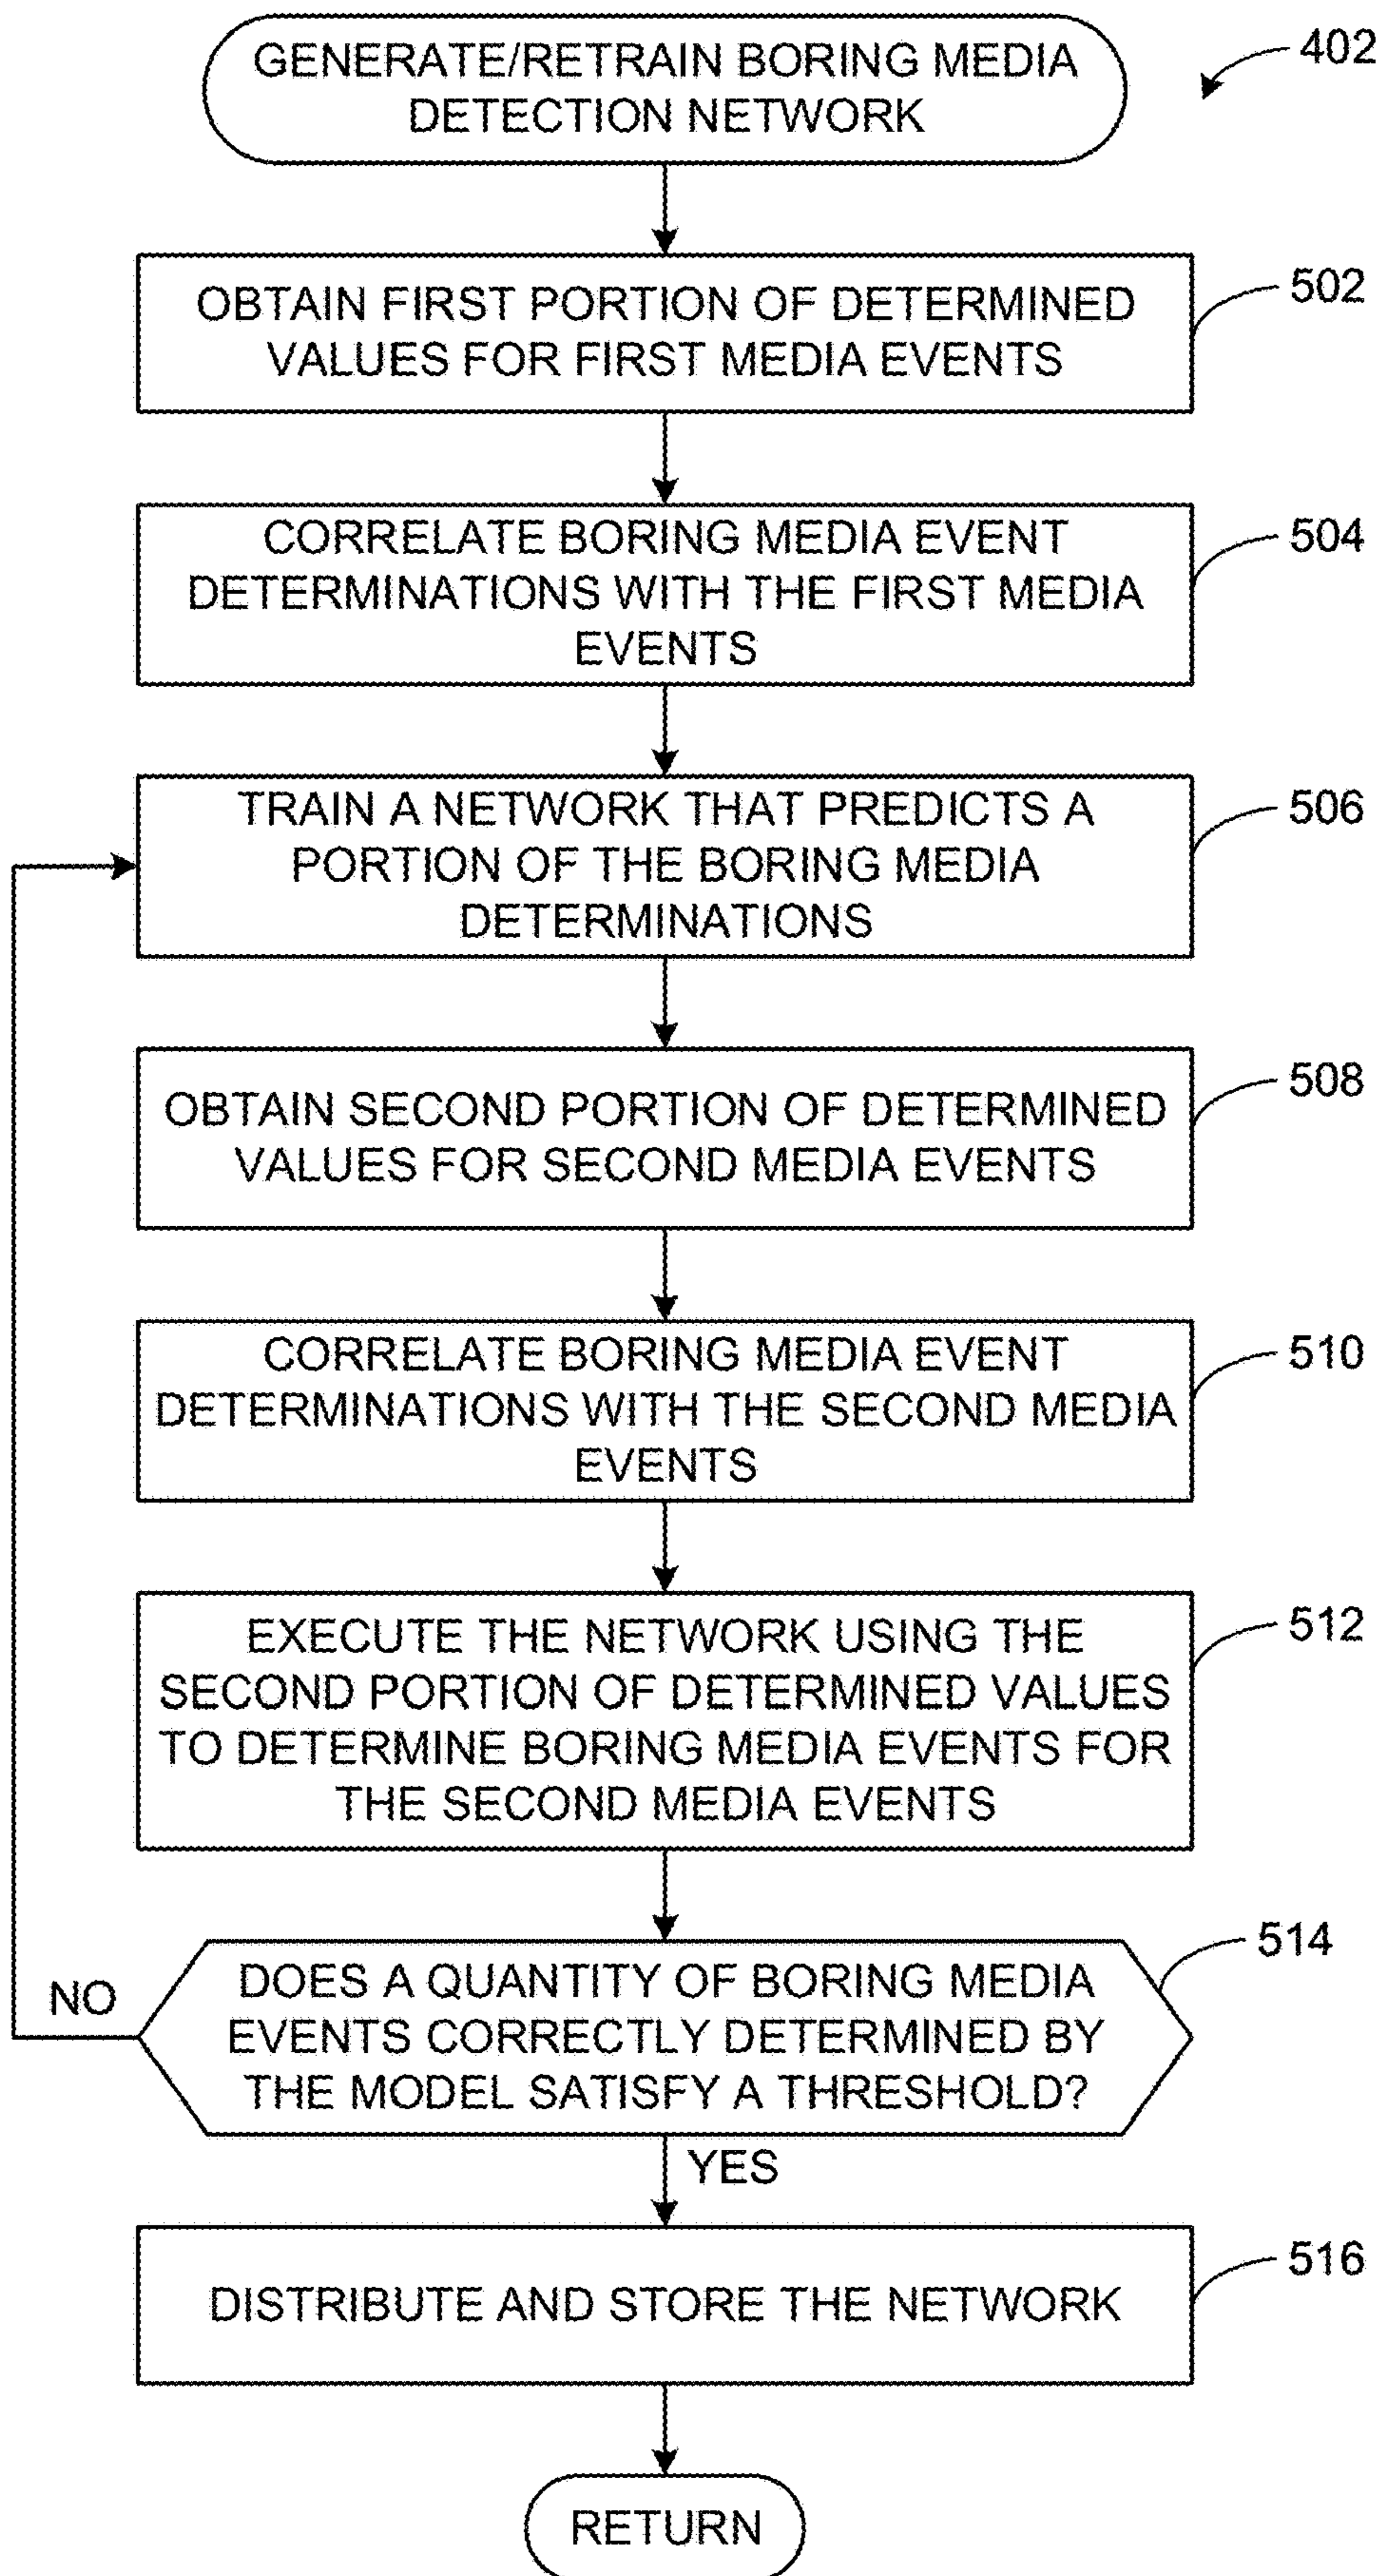 GENERATE/RETRAIN BORING MEDIA
DETECTION NETWORK
402
OBTAIN FIRST PORTION OF DETERMINED
VALUES FOR FIRST MEDIA EVENTS
502
CORRELATE BORING MEDIA EVENT
DETERMINATIONS WITH THE FIRST MEDIA
EVENTS
504
TRAIN A NETWORK THAT PREDICTS A
PORTION OF THE BORING MEDIA
DETERMINATIONS
506
OBTAIN SECOND PORTION OF DETERMINED
VALUES FOR SECOND MEDIA EVENTS
508
CORRELATE BORING MEDIA EVENT
DETERMINATIONS WITH THE SECOND MEDIA
EVENTS
510
EXECUTE THE NETWORK USING THE
SECOND PORTION OF DETERMINED VALUES
TO DETERMINE BORING MEDIA EVENTS FOR
THE SECOND MEDIA EVENTS
512
DOES A QUANTITY OF BORING MEDIA
EVENTS CORRECTLY DETERMINED BY
THE MODEL SATISFY A THRESHOLD?
514
NO
YES
DISTRIBUTE AND STORE THE NETWORK
516
RETURN